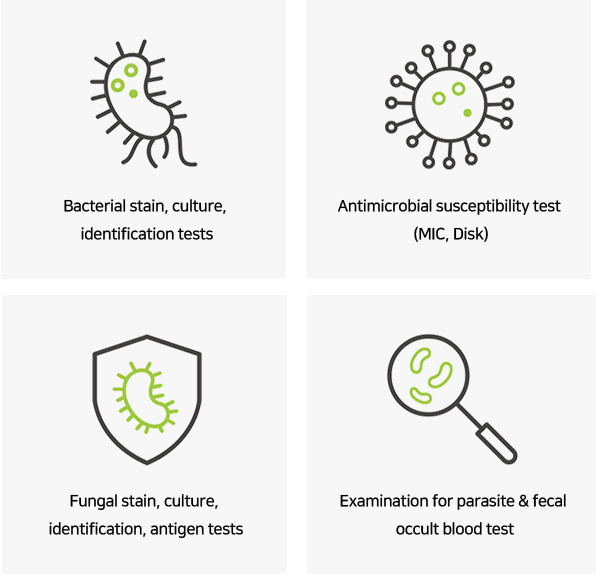 Bacterial stain, culture,
identification tests
Antimicrobial susceptibility test
(MIC, Disk)
Fungal stain, culture,
identification, antigen tests
Examination for parasite & fecal
occult blood test